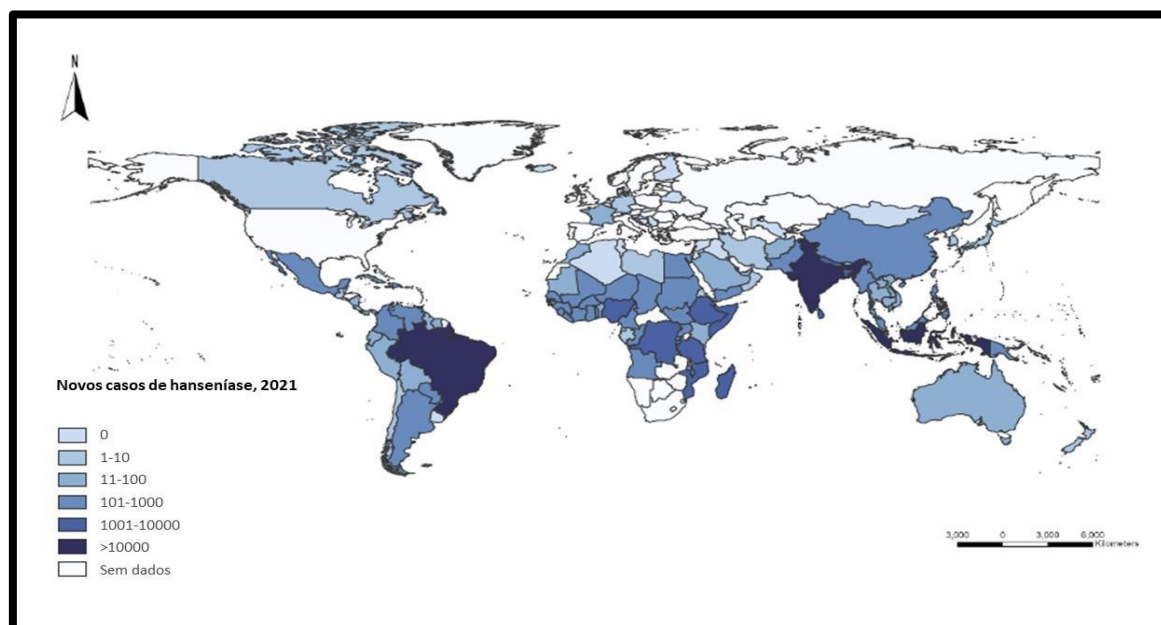 N
Novos casos de hanseníase, 2021
0
1-10
11-100
101-1000
1001-10000
>10000
Sem dados
3,000 0 3,000 6,000
Kilometers